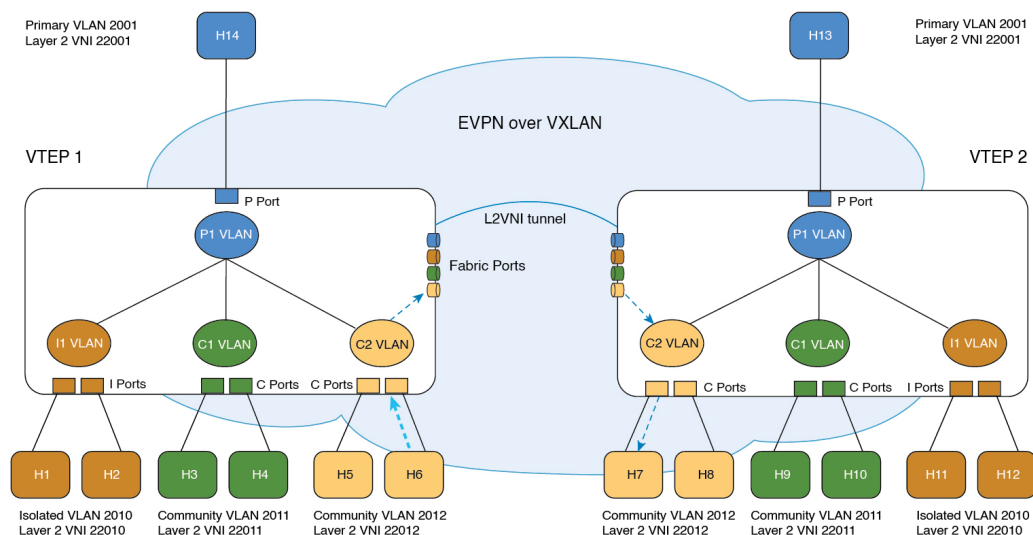 Primary VLAN 2001
Layer 2 VNI 22001
H14
H13
Primary VLAN 2001
Layer 2 VNI 22001
EVPN over VXLAN
VTEP 1
VTEP 2
P Port
P Port
L2VNI tunnel
P1 VLAN
P1 VLAN
Fabric Ports
I1 VLAN
C1 VLAN
C2 VLAN
C2 VLAN
C1 VLAN
I1 VLAN
I Ports
C Ports
C Ports
C Ports
C Ports
I Ports
H1
H2
H3
H4
H5
H6
H7
H8
H9
H10
H11
H12
Isolated VLAN 2010
Layer 2 VNI 22010
Community VLAN 2011
Layer 2 VNI 22011
Community VLAN 2012
Layer 2 VNI 22012
Community VLAN 2012
Layer 2 VNI 22012
Community VLAN 2011
Layer 2 VNI 22011
Isolated VLAN 2010
Layer 2 VNI 22010